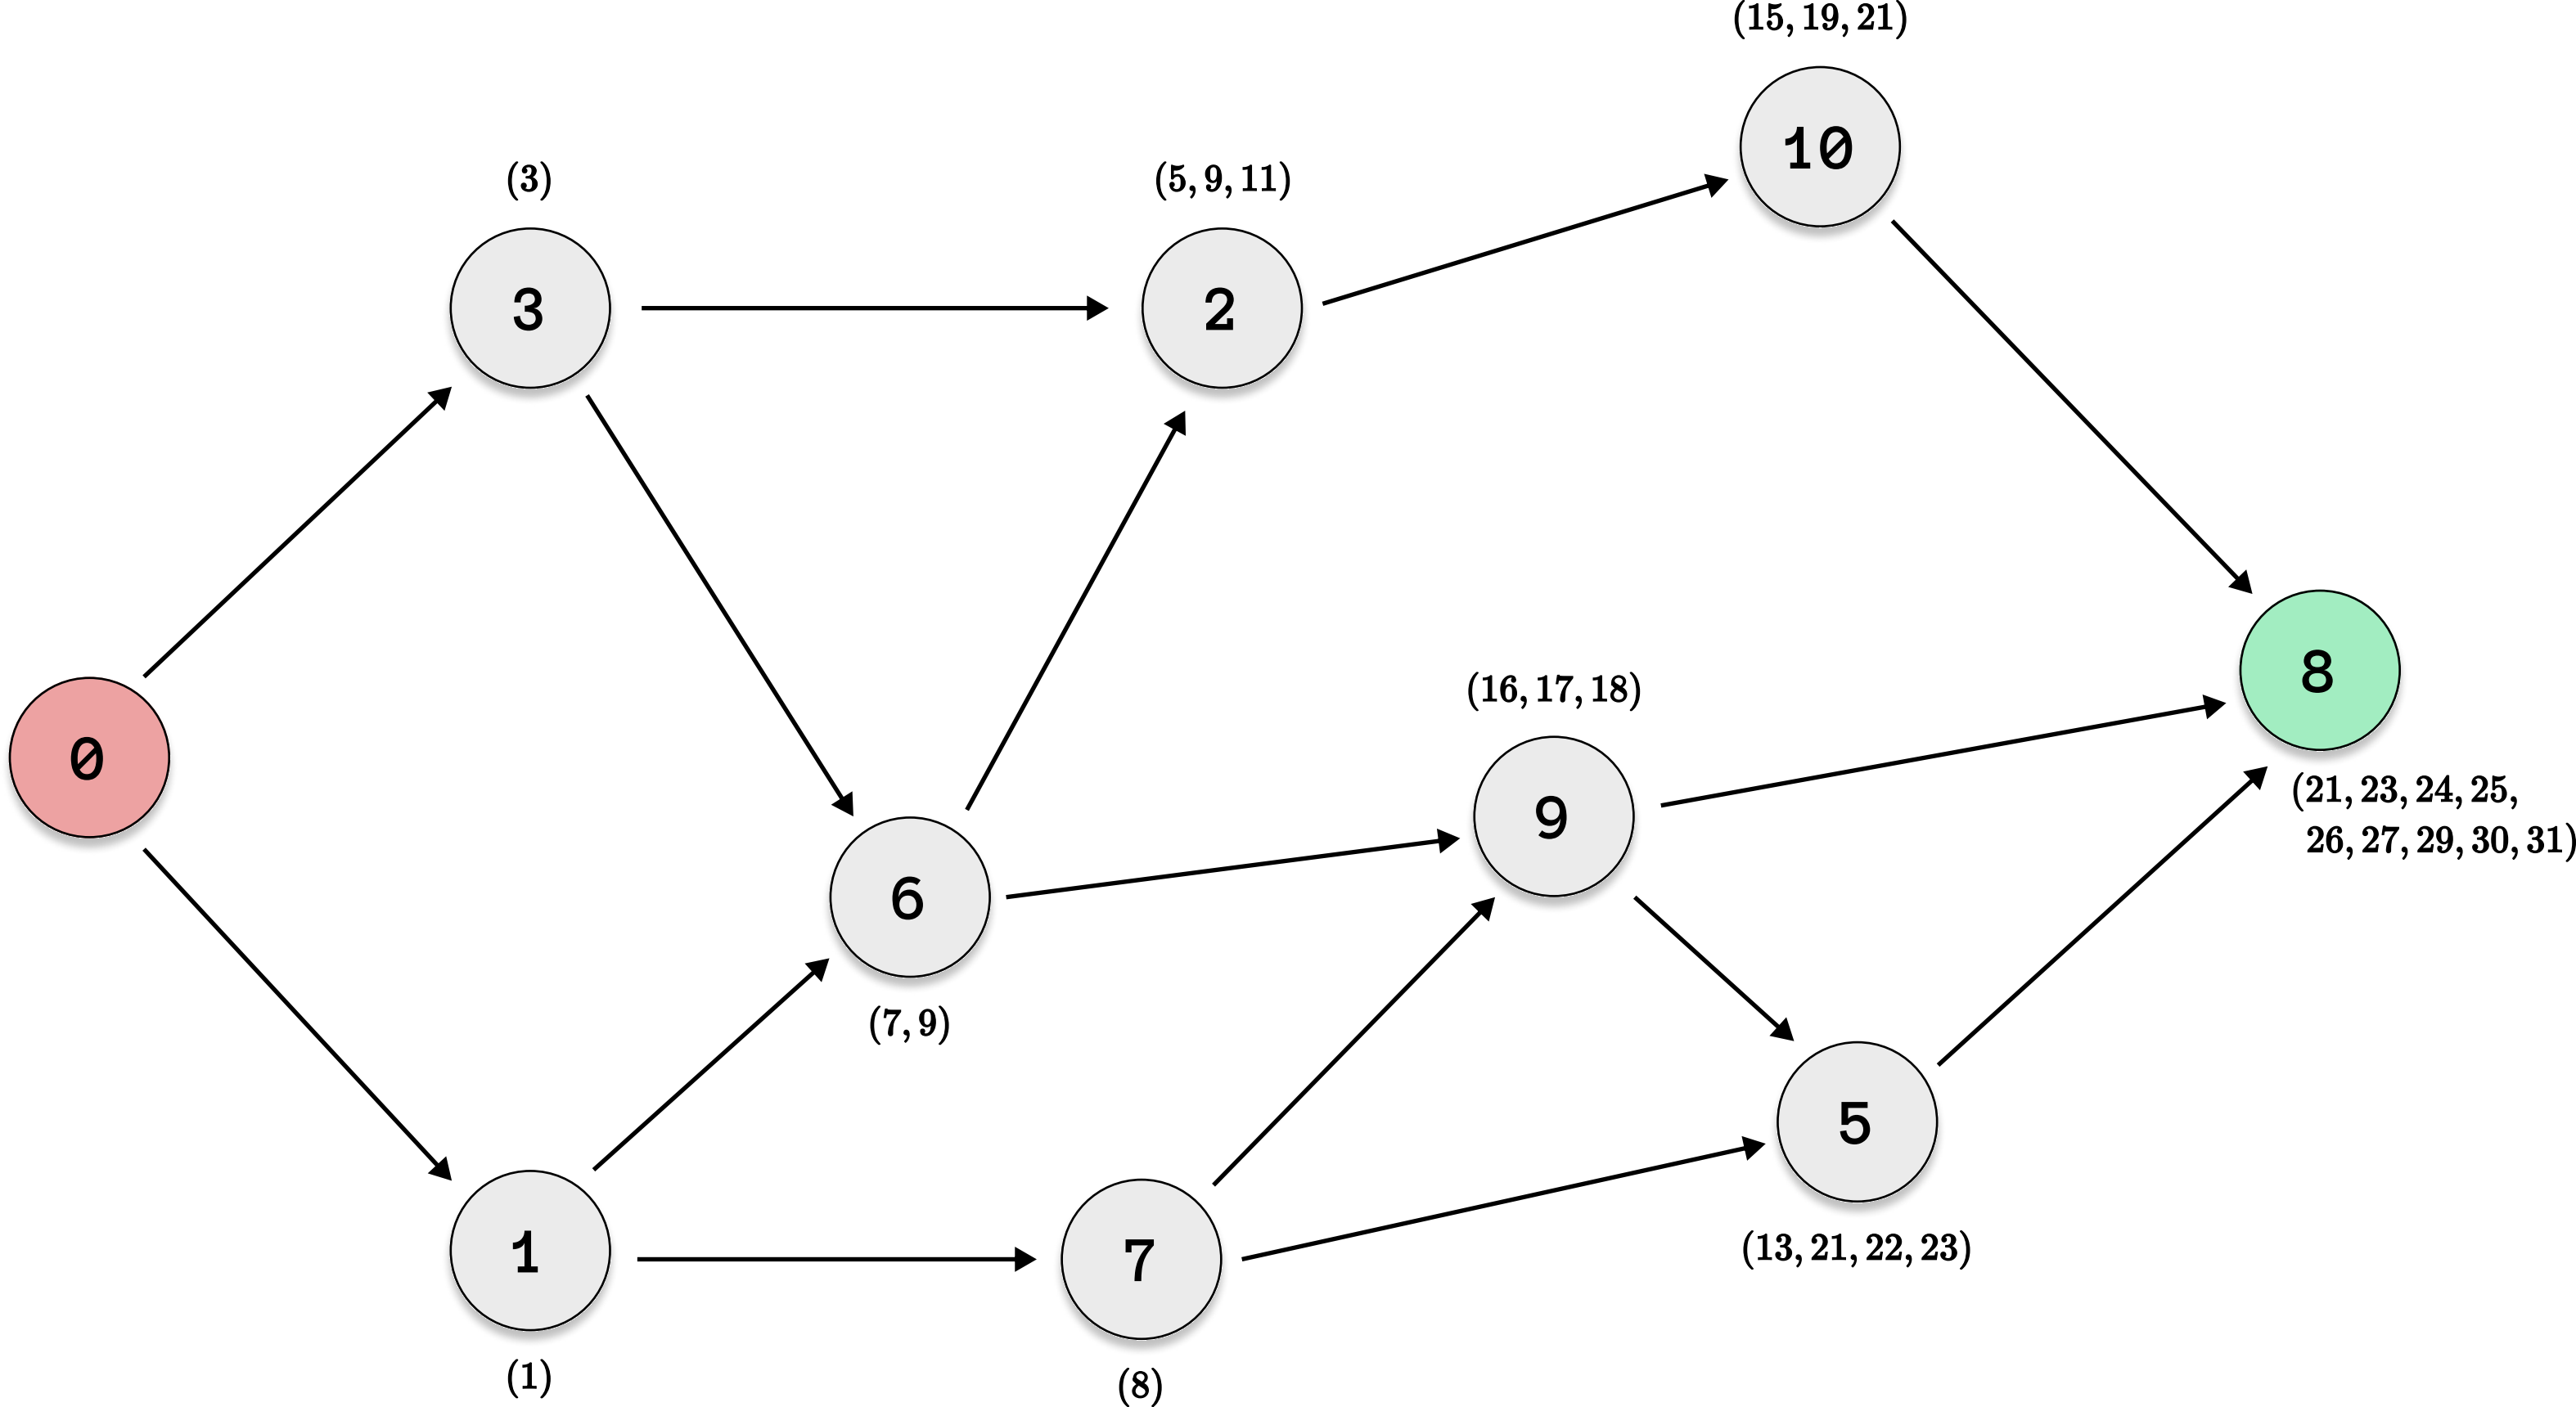 (15, 19, 21)
10
(3)
(5, 9, 11)
3
2
(16, 17, 18)
8
0
(21, 23, 24, 25,
26, 27, 29, 30, 31)
9
6
(7, 9)
5
1
7
(13, 21, 22, 23)
(1)
(8)